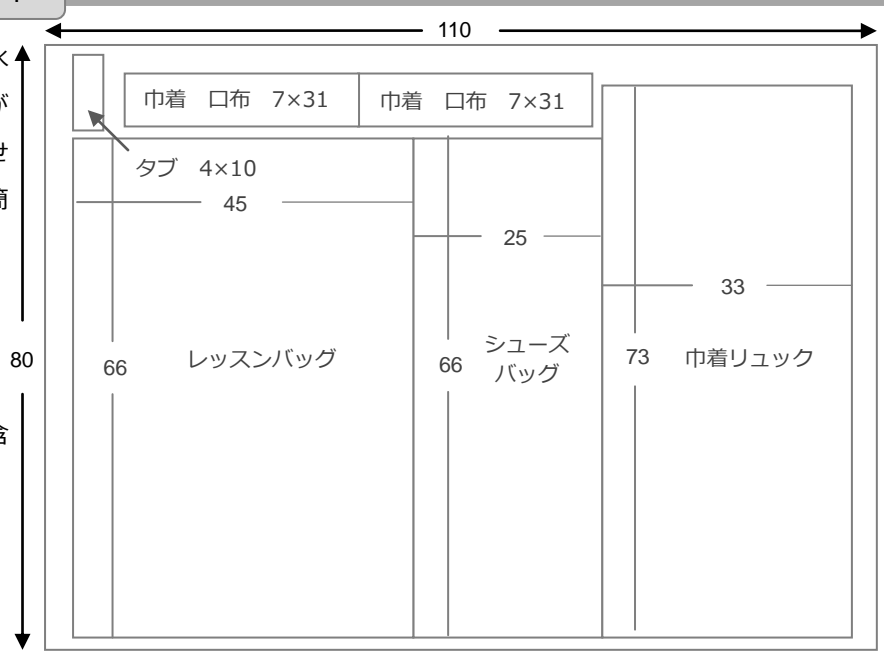 110
巾着 口布 7×31
巾着 口布 7×31
タブ 4×10
45
25
33
80
66
レッスンバッグ
66
シューズ
バッグ
73
巾着リュック
が
せ